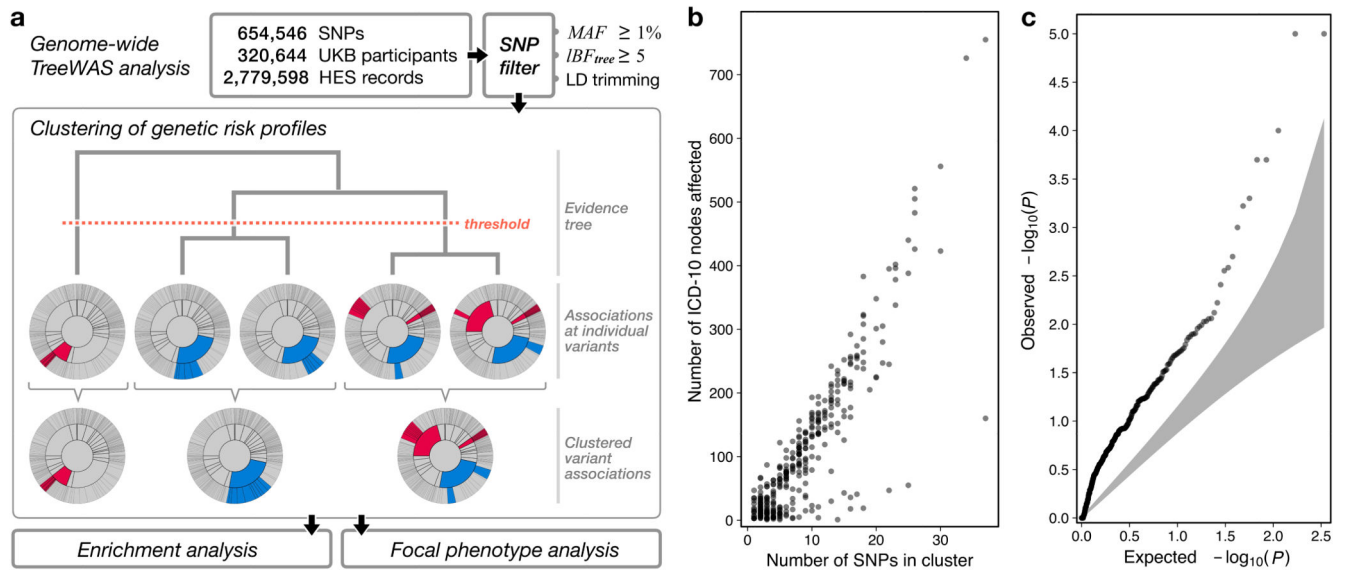 a
Genome-wide
TreeWAS analysis
654,546 SNPs
320,644 UKB participants
2,779,598 HES records
SNP
filter
MAF ≥ 1%
lBFtree ≥ 5
LD trimming
Clustering of genetic risk profiles
threshold
Evidence
tree
Associations
at individual
variants
Clustered
variant
associations
Enrichment analysis
Focal phenotype analysis
b
Number of ICD-10 nodes affected
700
600
500
400
300
200
100
0
0 10 20 30
Number of SNPs in cluster
c
Observed −log10(P)
5.0
4.5
4.0
3.5
3.0
2.5
2.0
1.5
1.0
0.5
0.0
0.0 0.5 1.0 1.5 2.0 2.5
Expected −log10(P)